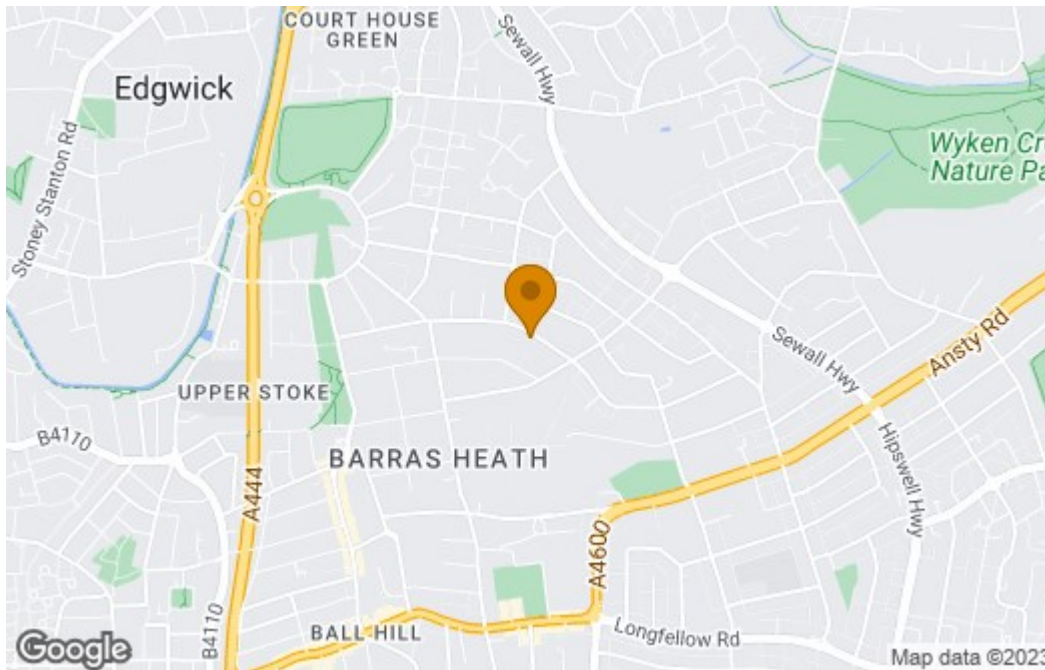 COURT HOUSE
GREEN
Sewall Hwy
Edgwick
Stoney Stanton Rd
Wyken Cr
Nature Pa
Ansty Rd
Sewall Hwy
UPPER STOKE
B4110
A444
BARRAS HEATH
Hipswell Hwy
A4600
B4110
BALL HILL
Longfellow Rd
Google
Map data ©2023